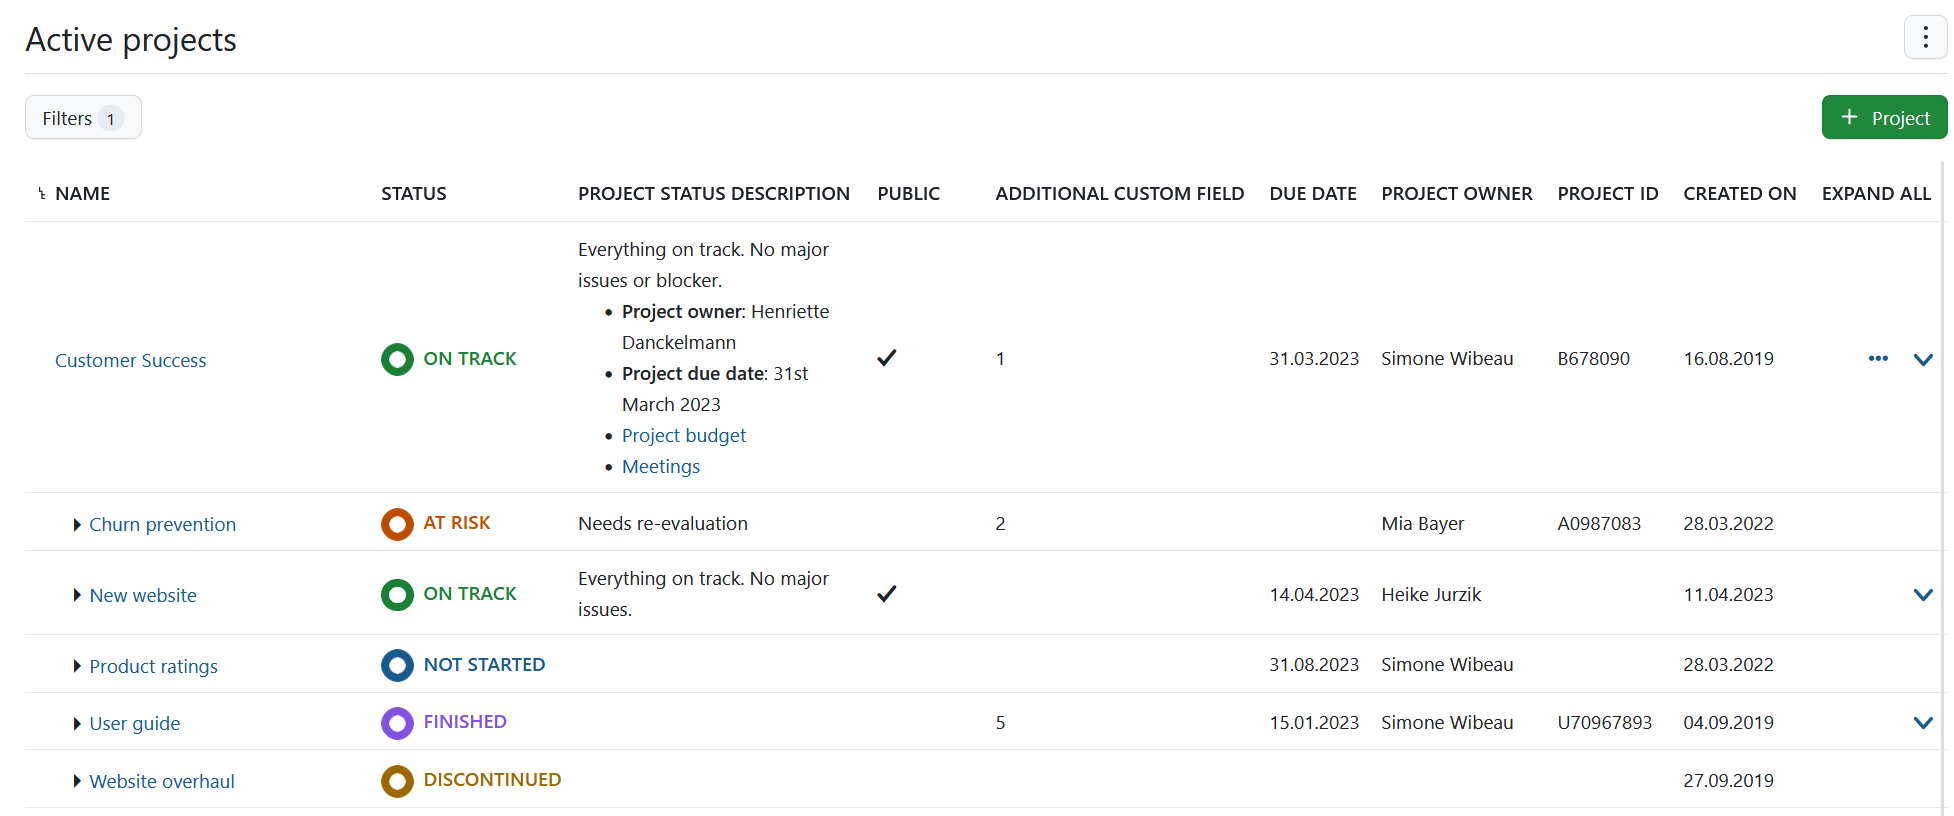 Active projects
Filters 1
+ Project
NAME STATUS PROJECT STATUS DESCRIPTION PUBLIC ADDITIONAL CUSTOM FIELD DUE DATE PROJECT OWNER PROJECT ID CREATED ON EXPAND ALL
Everything on track. No major
issues or blocker.
• Project owner: Henriette
Danckelmann
Customer Success ON TRACK 1 31.03.2023 Simone Wibeau B678090 16.08.2019
• Project due date: 31st
March 2023
• Project budget
• Meetings
Churn prevention AT RISK Needs re-evaluation 2 Mia Bayer A0987083 28.03.2022
Everything on track. No major
New website ON TRACK 14.04.2023 Heike Jurzik 11.04.2023
issues.
Product ratings NOT STARTED 31.08.2023 Simone Wibeau 28.03.2022
User guide FINISHED 5 15.01.2023 Simone Wibeau U70967893 04.09.2019
Website overhaul DISCONTINUED 27.09.2019